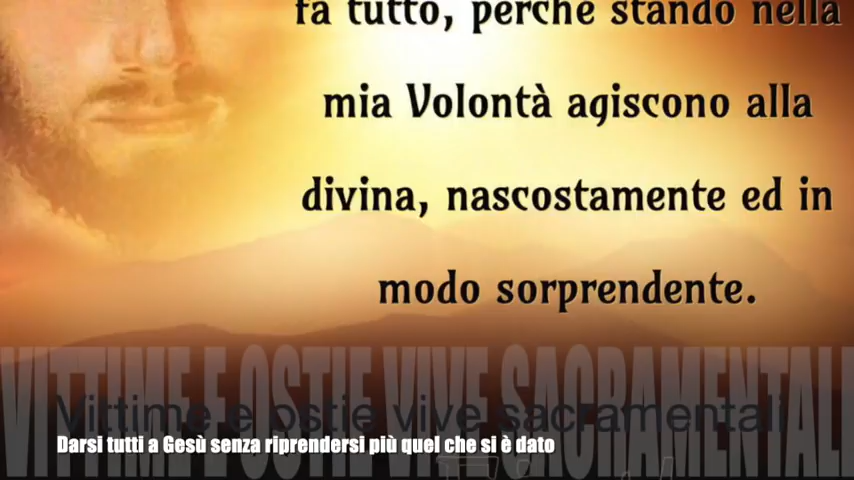 fa tutto, perché stando nella
mia Volontà agiscono alla
divina, nascostamente ed in
modo sorprendente.
VITTIME E OSTIE VIVE SACRAMENTALI
Vittime e ostie vive sacramentali
Darsi tutti a Gesù senza riprendersi più quel che si è dato